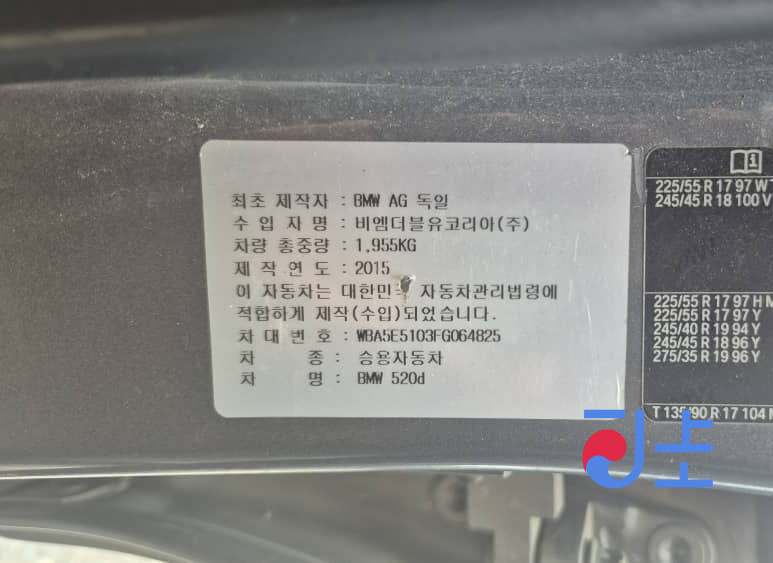 최초 제작자 : BMW AG 독일
수 입 자 명 : 비엠더블유코리아(주)
차량 총중량 : 1,955KG
제 작 연 도 : 2015
이 자동차는 대한민국 자동차관리법령에
적합하게 제작(수입)되었습니다.
차 대 번 호 : WBA5E5103FG064825
차 종 : 승용자동차
차 명 : BMW 520d
225/55 R 17 97 W
245/45 R 18 100 V
225/55 R 17 97 H M
225/55 R 17 97 Y
245/40 R 19 94 Y
245/45 R 18 96 Y
275/35 R 19 96 Y
T 135/90 R 17 104 M